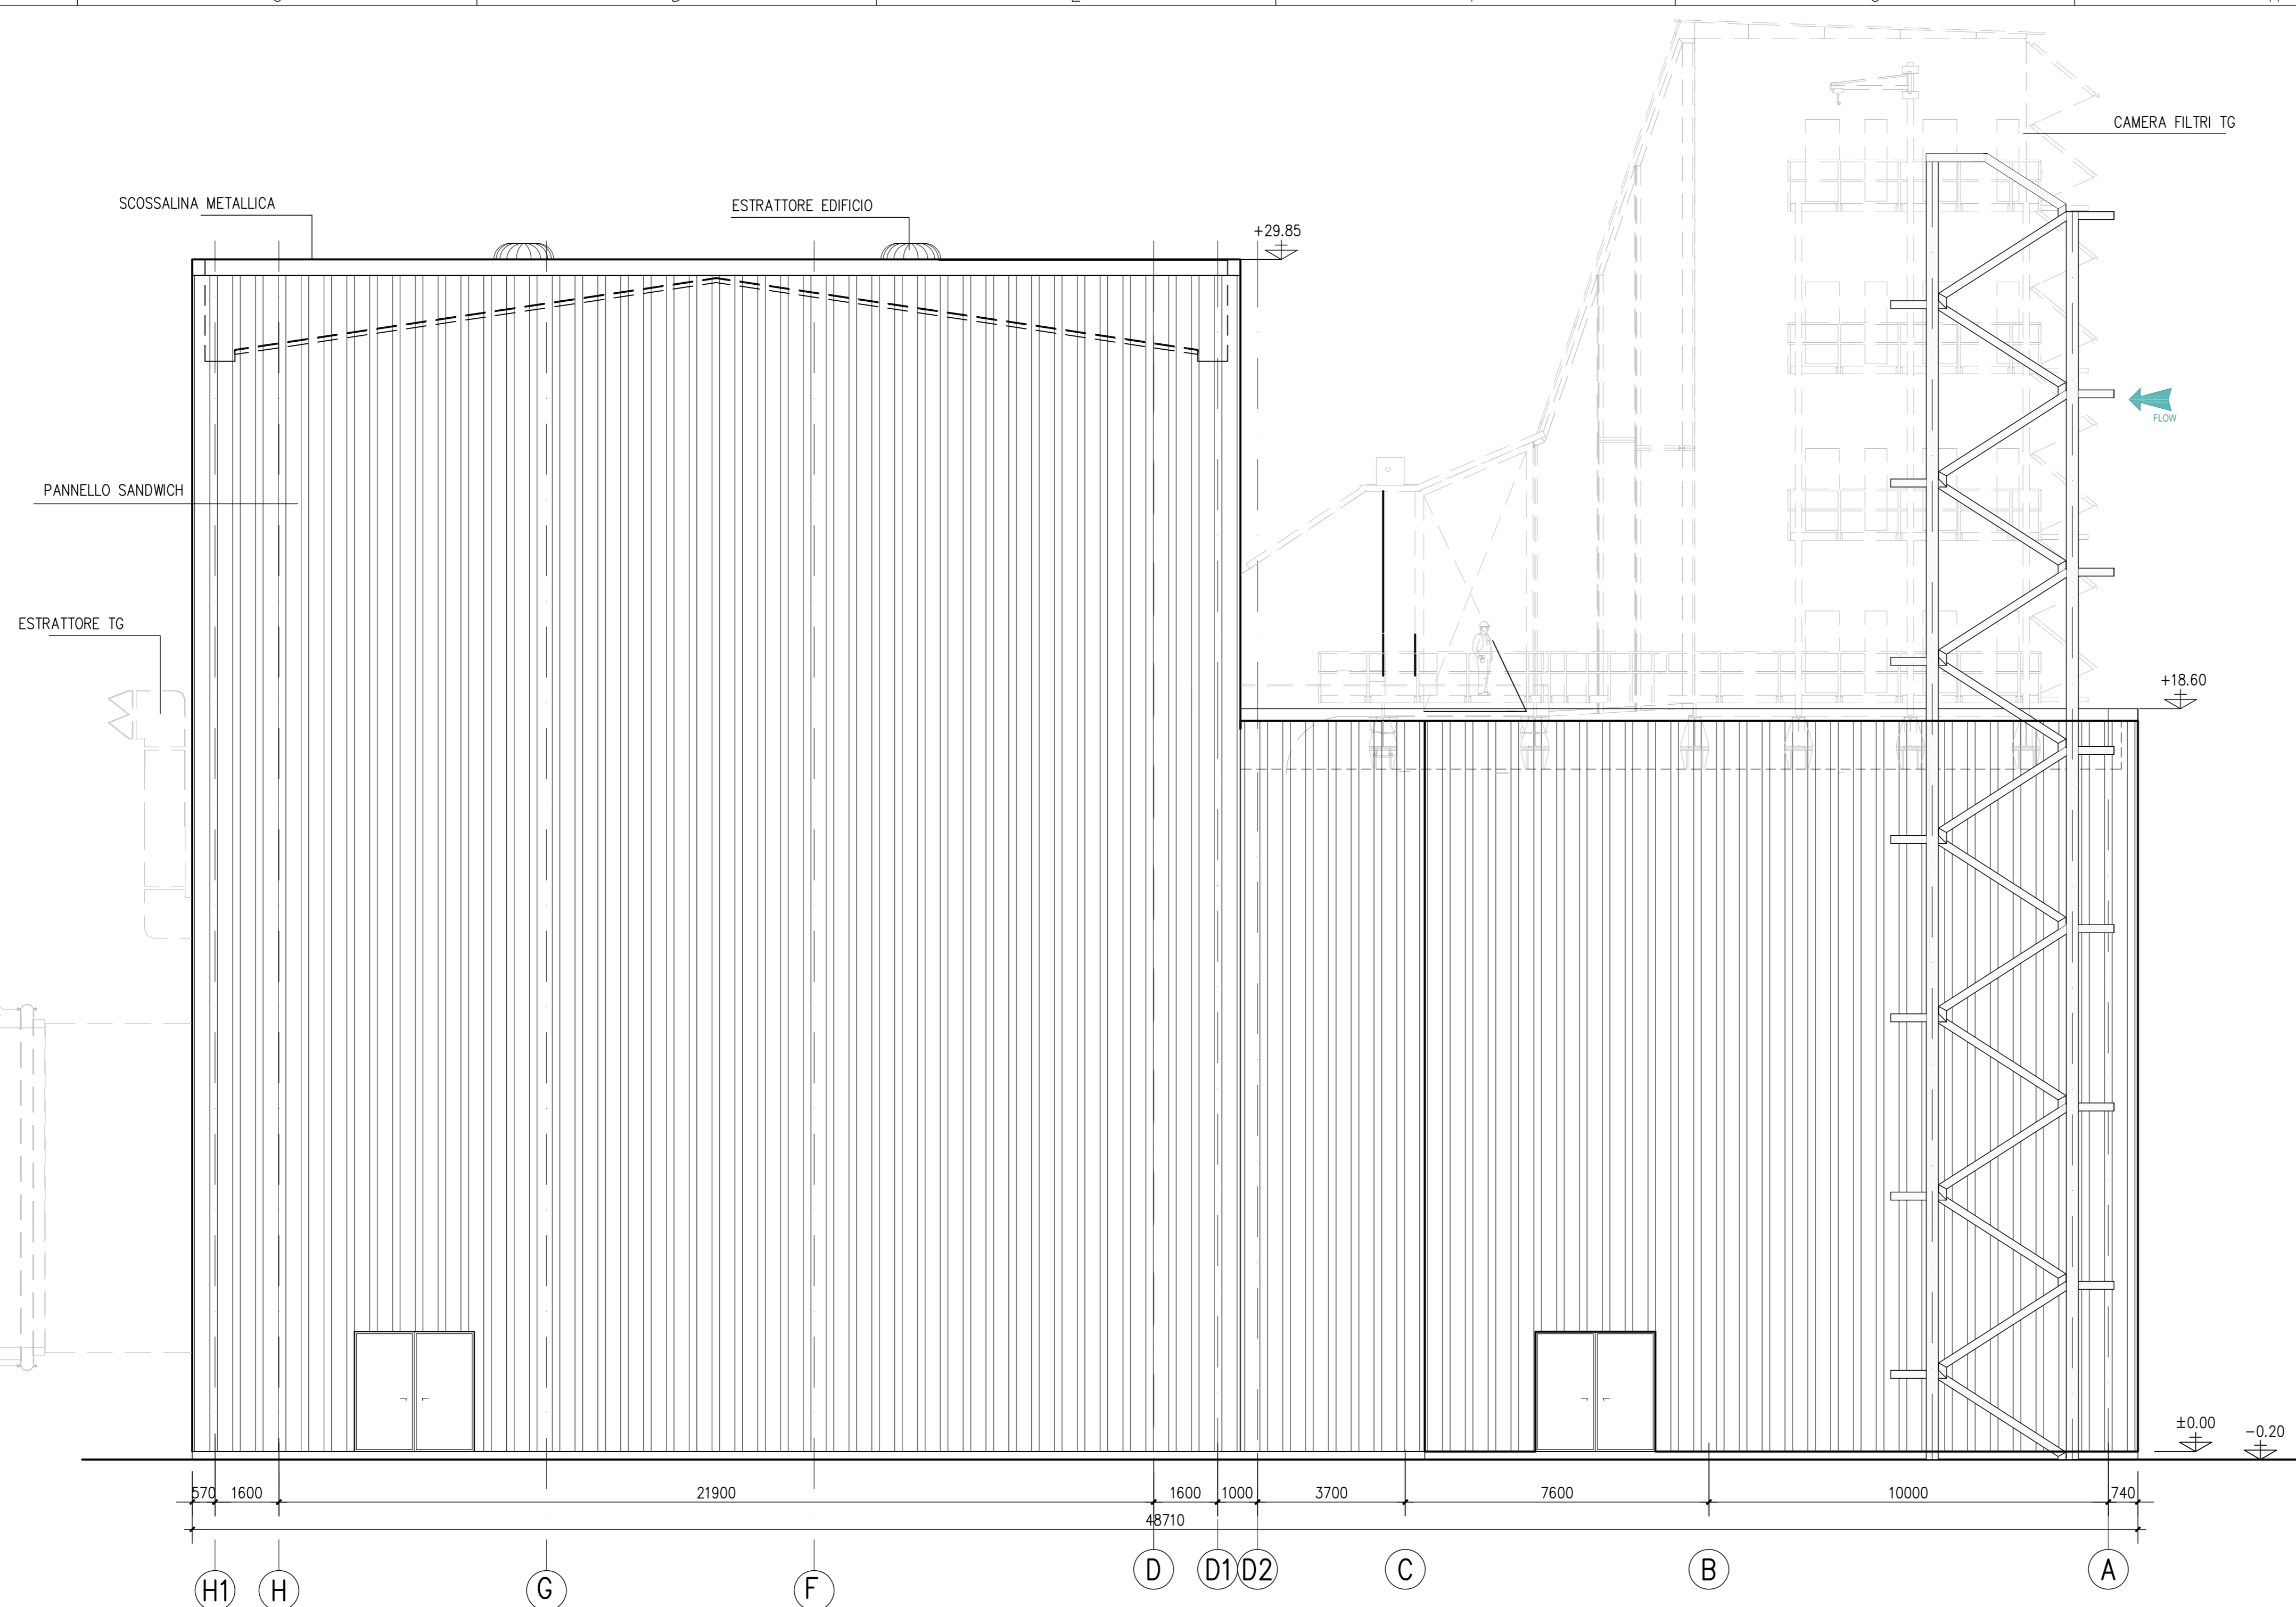 CAMERA FILTRI TG
SCOSSALINA METALLICA
ESTRATTORE EDIFICIO
+29.85
FLOW
PANNELLO SANDWICH
ESTRATTORE TG
+18.60
±0.00
-0.20
570 1600 21900 1600 1000 3700 7600 10000 740
48710
H1 H G F D D1 D2 C B A